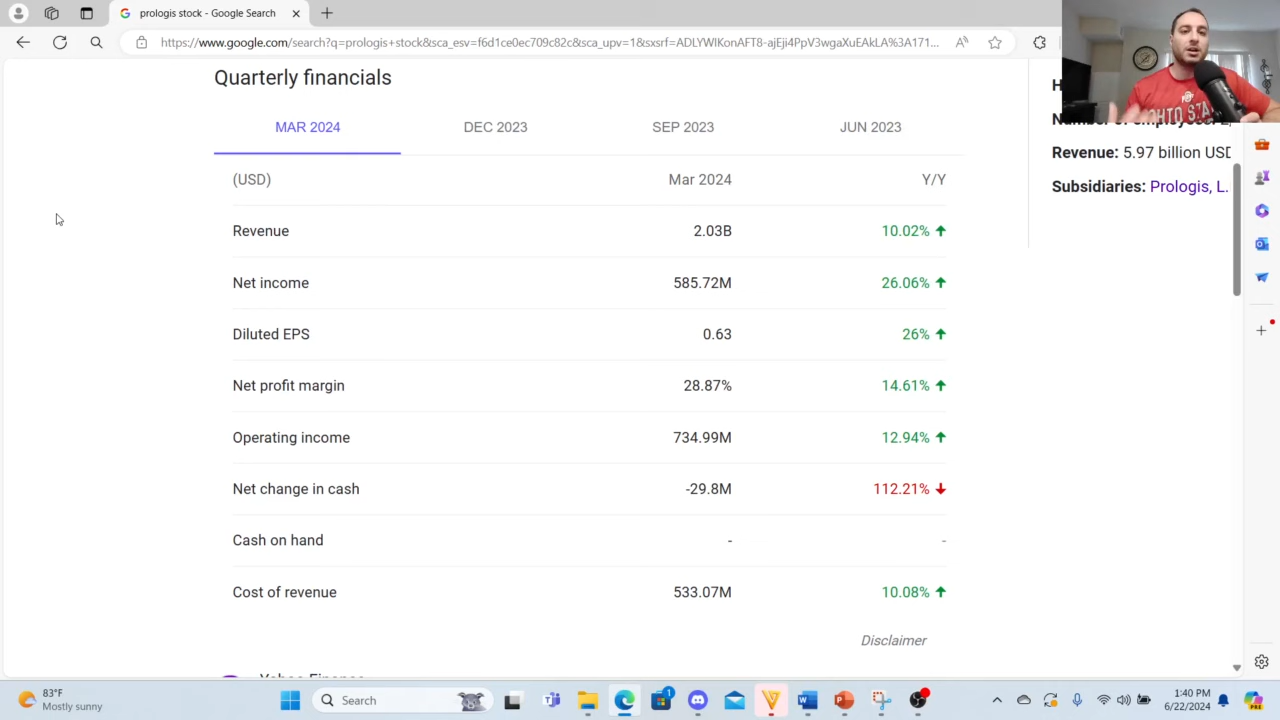 prologis stock - Google Search
https://www.google.com/search?q=prologis+stock&sca_esv=f6d1ce0ec709c82c&sca_upv=1&sxsrf=ADLYWIKonAFT8-ajEji4PpV3wgaXuEAkLA%3A171...
Quarterly financials
MAR 2024 DEC 2023 SEP 2023 JUN 2023
(USD) Mar 2024 Y/Y
Revenue 2.03B 10.02%
Net income 585.72M 26.06%
Diluted EPS 0.63 26%
Net profit margin 28.87% 14.61%
Operating income 734.99M 12.94%
Net change in cash -29.8M 112.21%
Cash on hand - -
Cost of revenue 533.07M 10.08%
Disclaimer
Revenue: 5.97 billion USD
Subsidiaries: Prologis, L.
83°F
Mostly sunny
Search
1
1:40 PM
6/22/2024